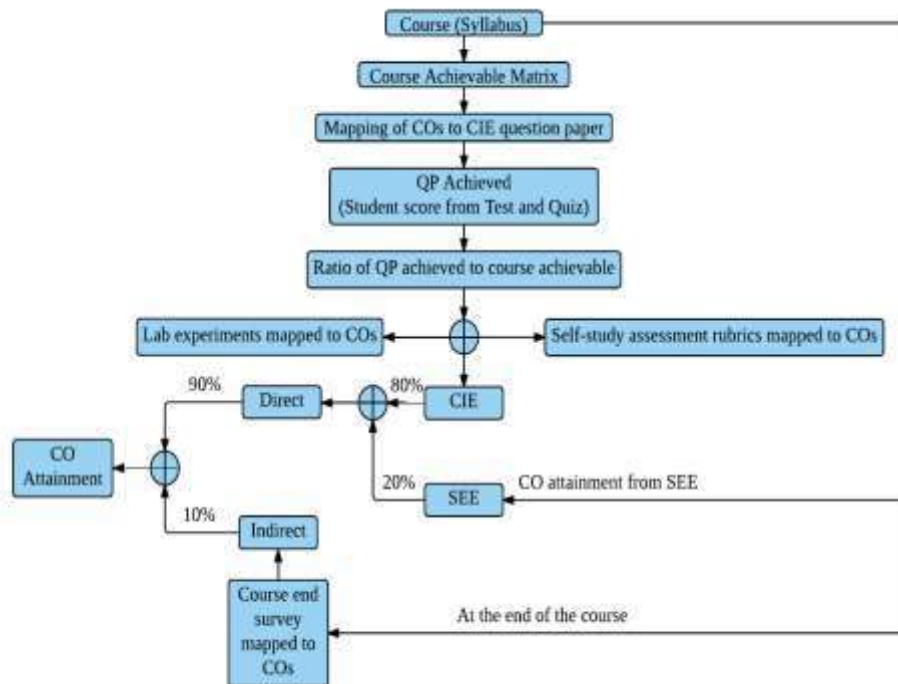 Course (Syllabus)
Course Achievable Matrix
Mapping of COs to CIE question paper
QP Achieved
(Student score from Test and Quiz)
Ratio of QP achieved to course achievable
Lab experiments mapped to COs
Self-study assessment rubrics mapped to COs
90%
Direct
80%
CIE
CO
Attainment
20%
SEE
CO attainment from SEE
10%
Indirect
Course end
survey
mapped to
COs
At the end of the course